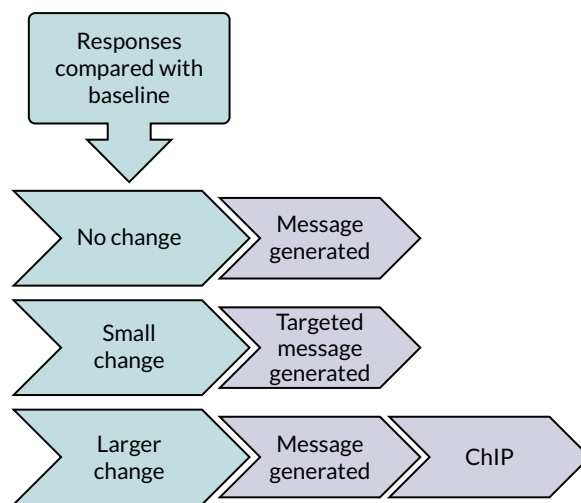 Responses
compared with
baseline
No change
Message
generated
Small
change
Targeted
message
generated
Larger
change
Message
generated
ChIP